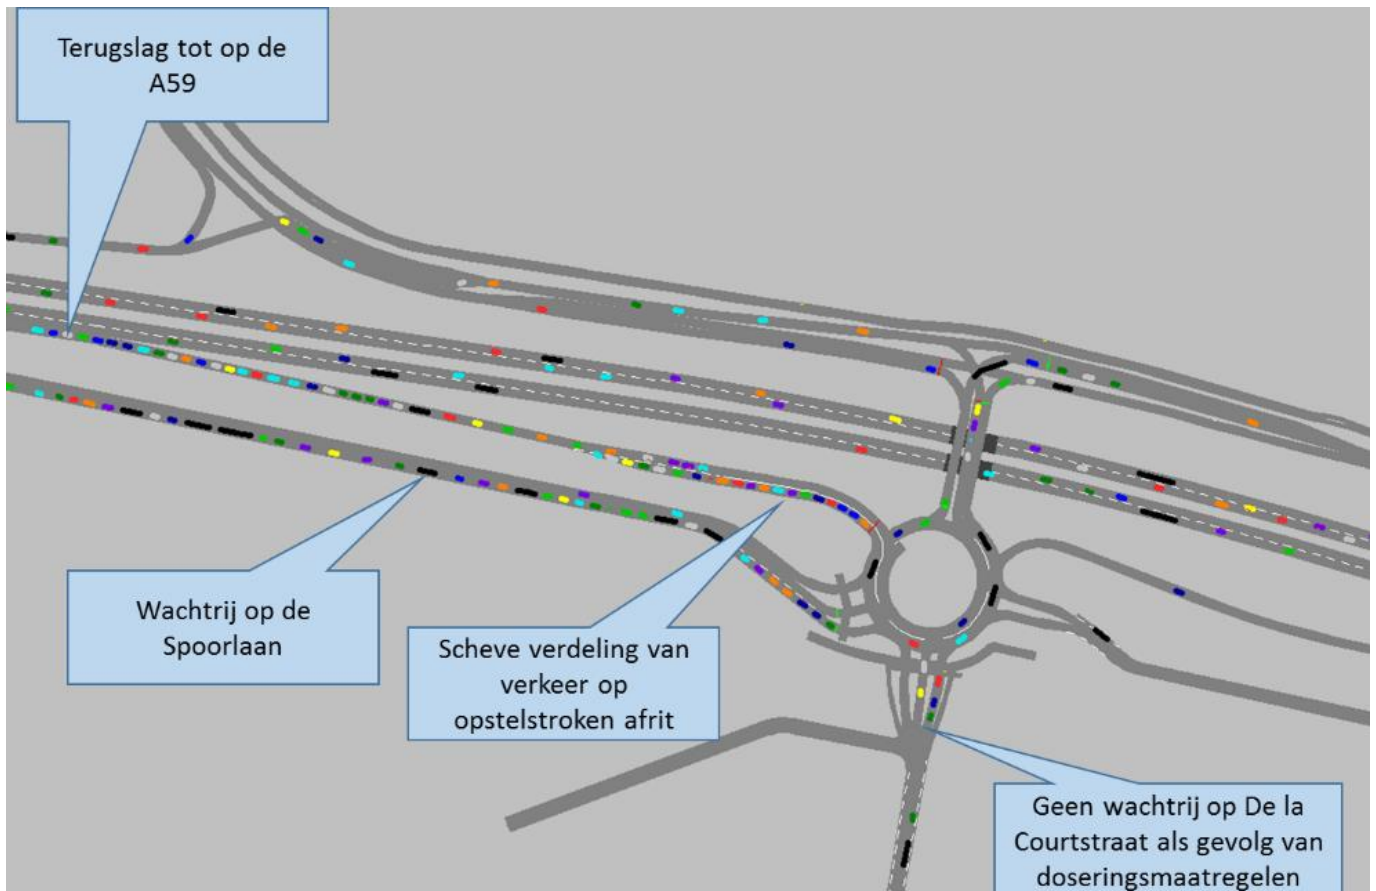 Terugslag tot op de
A59
Wachtrij op de
Spoorlaan
Scheve verdeling van
verkeer op
opstelstroken afrit
Geen wachtrij op De la
Courtstraat als gevolg van
doseringsmaatregelen